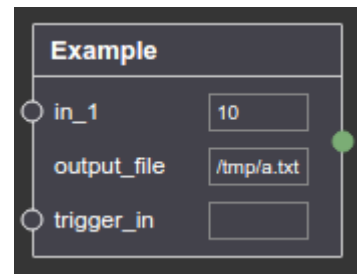 Example
in_1 10
output_file /tmp/a.txt
trigger_in